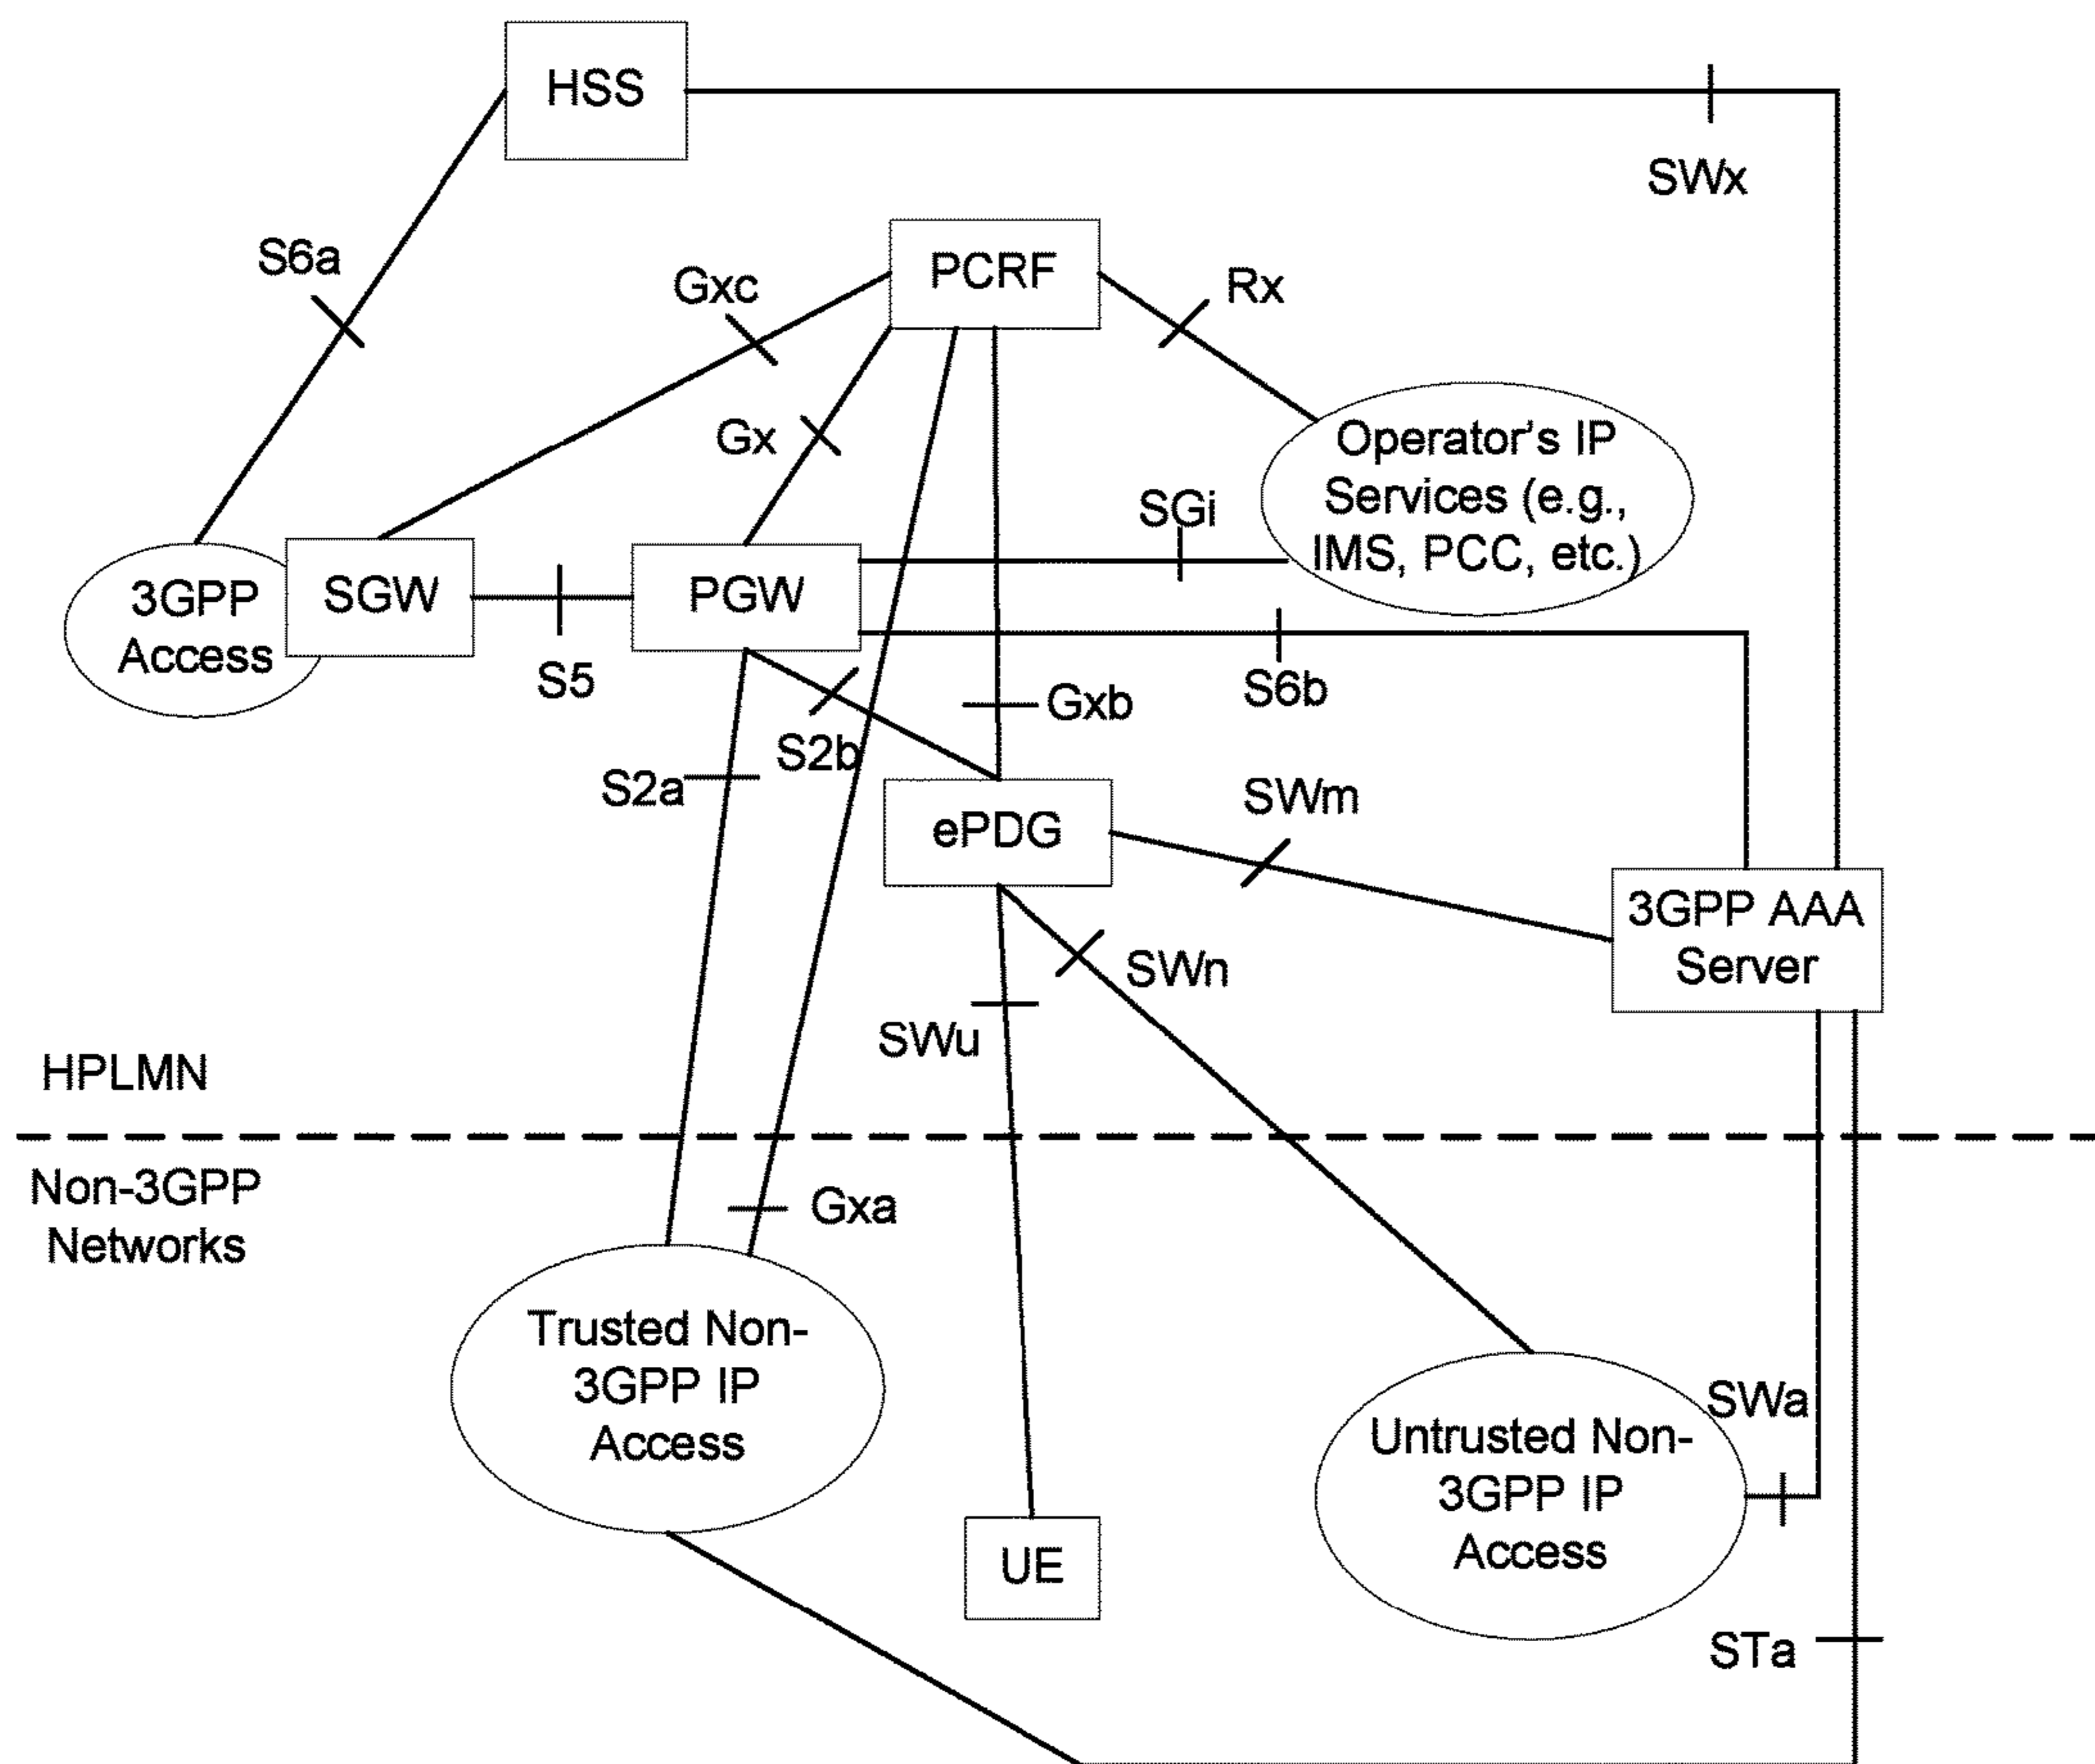 HSS
SWx
S6a
Gxc
PCRF
Rx
Gx
Operator's IP
Services (e.g.,
IMS, PCC, etc.)
SGi
3GPP
Access
SGW
PGW
S5
S6b
Gxb
S2b
S2a
SWm
ePDG
3GPP AAA
Server
SWn
SWu
HPLMN
Non-3GPP
Networks
Gxa
Trusted Non-
3GPP IP
Access
SWa
Untrusted Non-
3GPP IP
Access
UE
STa